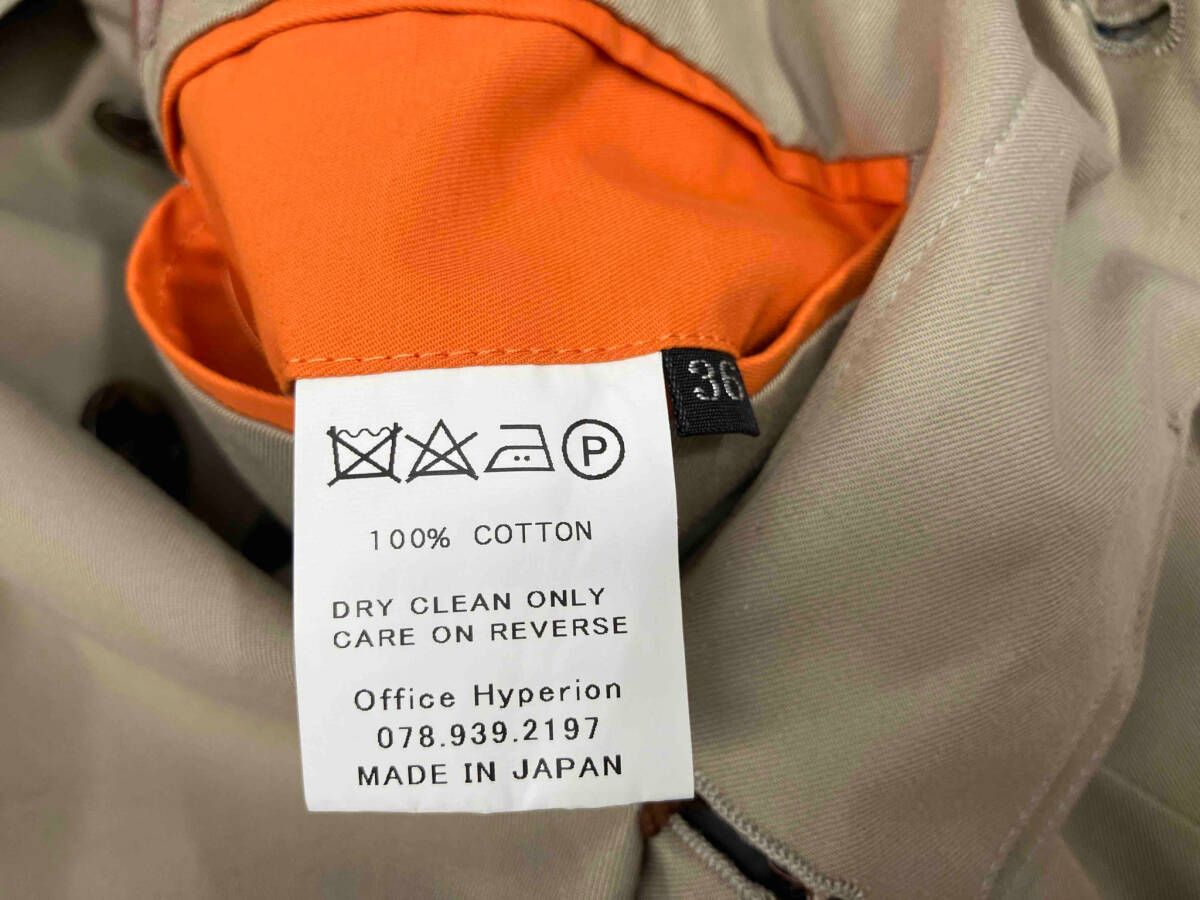 36
P
100% COTTON
DRY CLEAN ONLY
CARE ON REVERSE
Office Hyperion
078.939.2197
MADE IN JAPAN